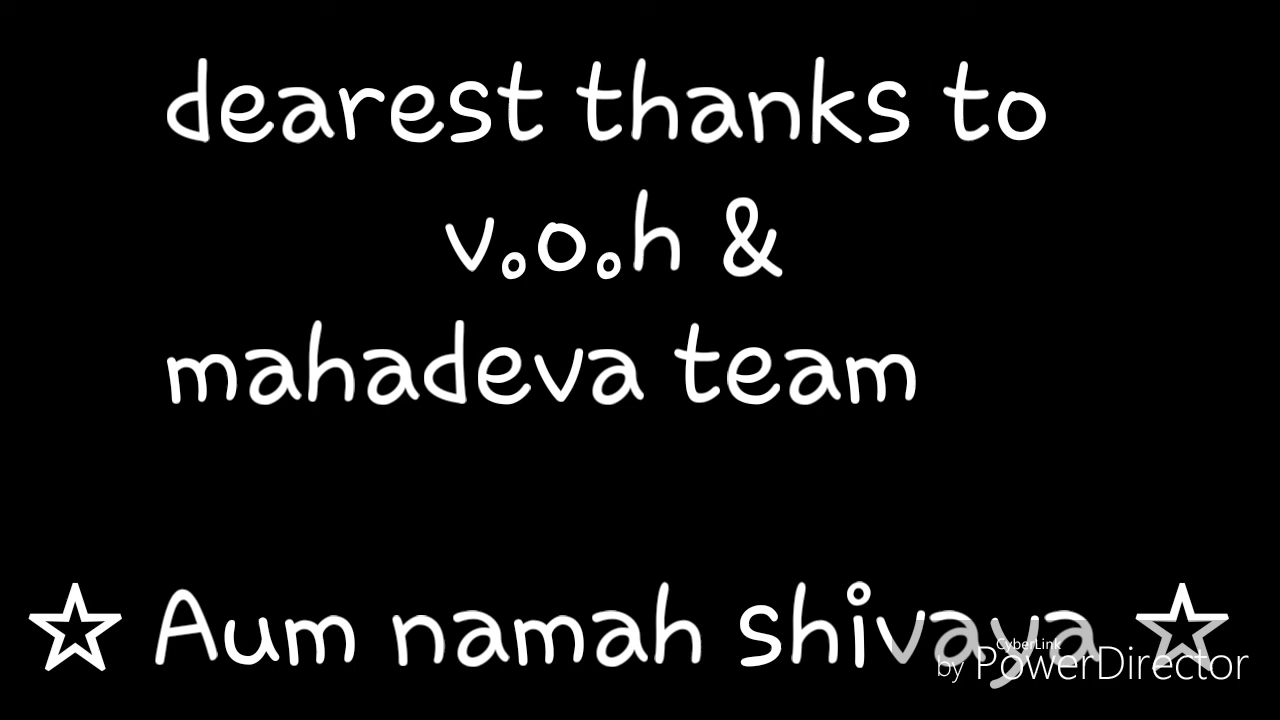 dearest thanks to
v.o.h &
mahadeva team
☆ Aum namah shivaya ☆
CyberLink
by PowerDirector